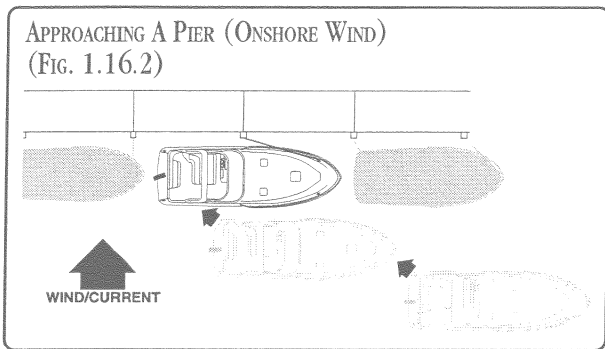 APPROACHING A PIER (ONSHORE WIND)
(FIG. 1.16.2)
WIND/CURRENT